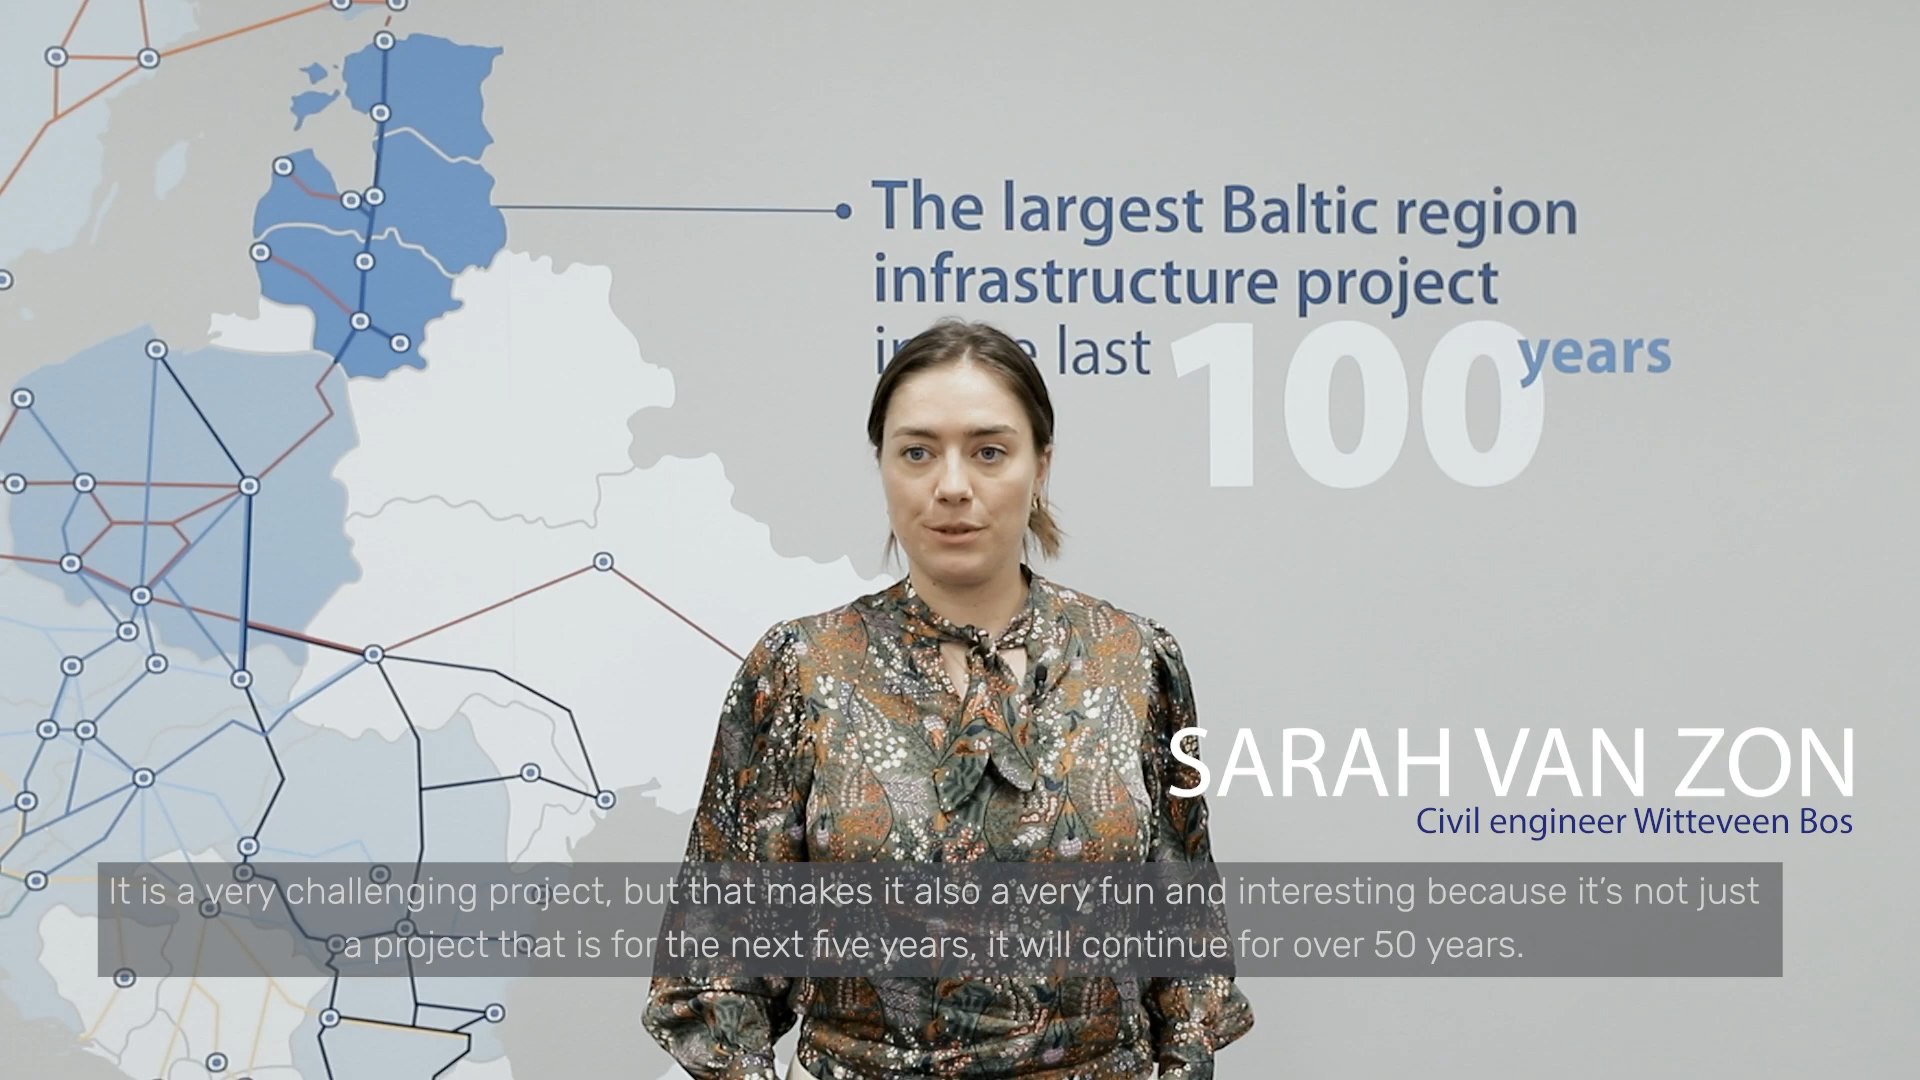 The largest Baltic region
infrastructure project
last 100 years
SARAH VAN ZON
Civil engineer Witteveen Bos
It is a very challenging project, but that makes it also a very fun and interesting because it’s not just
a project that is for the next five years, it will continue for over 50 years.